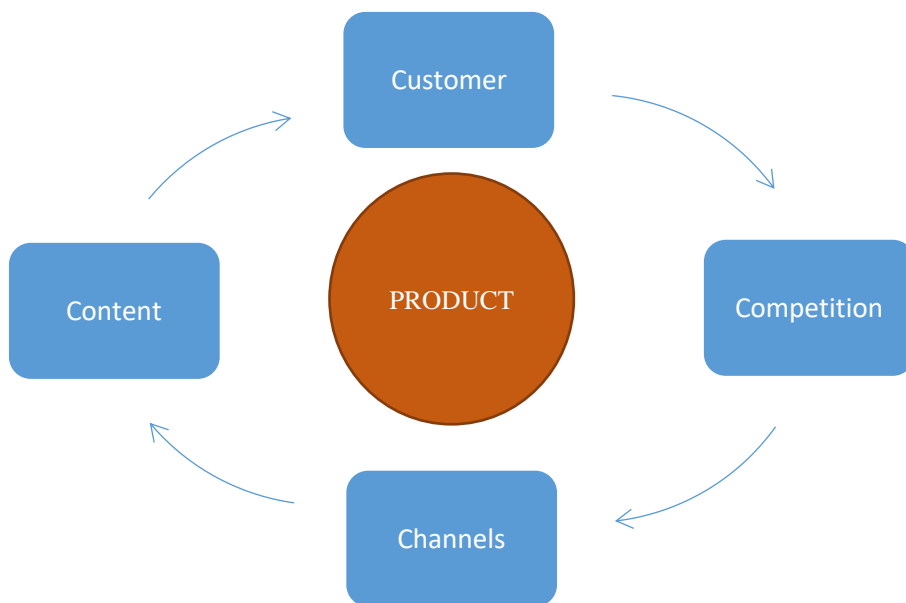 Customer
Content
PRODUCT
Competition
Channels